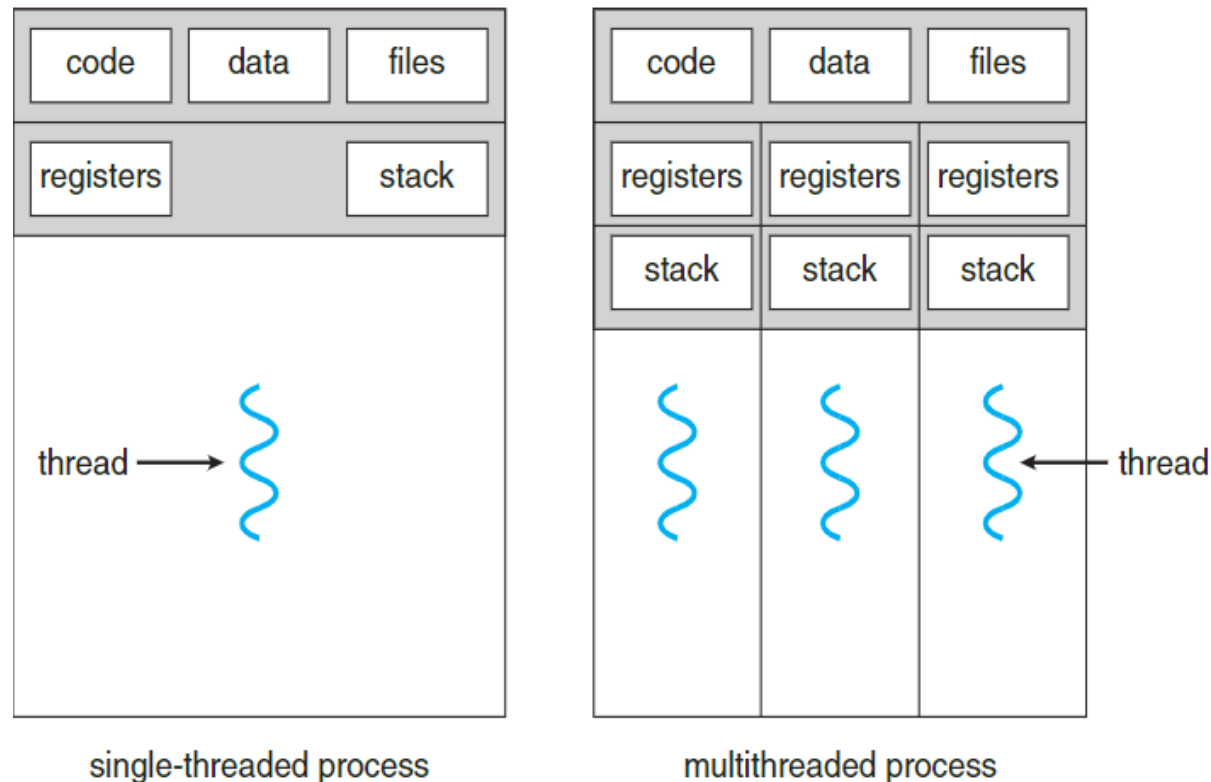 code data files
registers stack
thread
single-threaded process
code data files
registers registers registers
stack stack stack
thread
multithreaded process